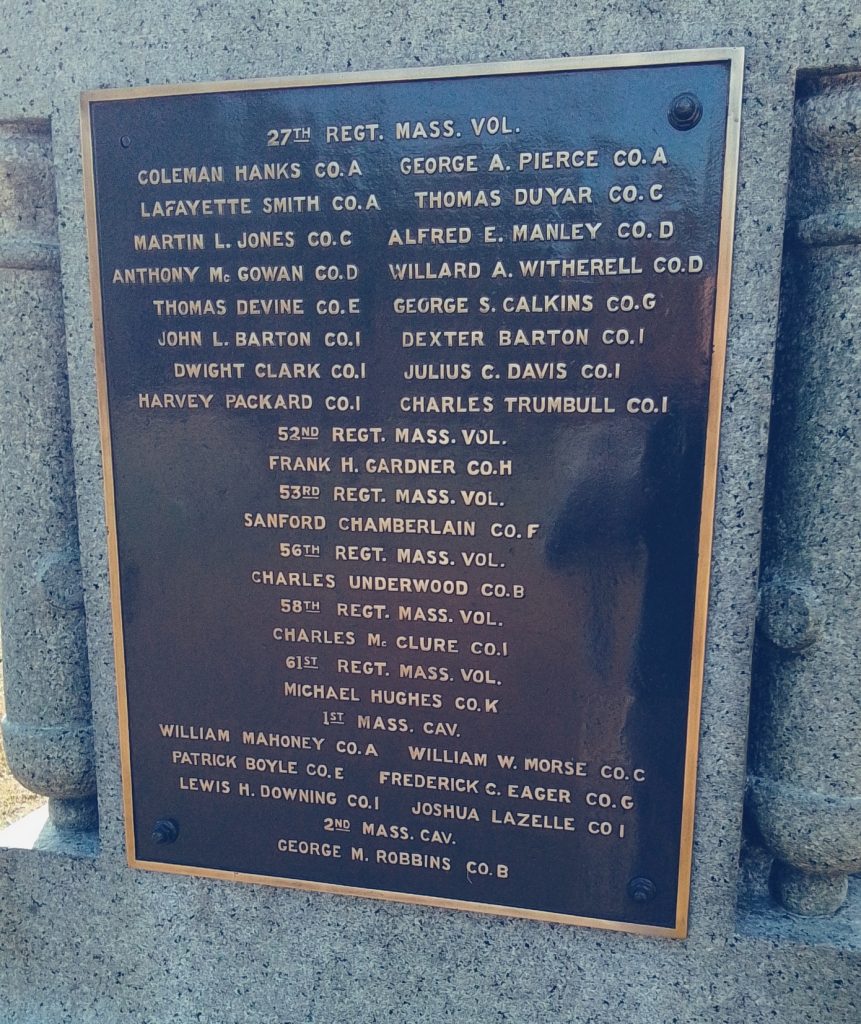 27TH REGT. MASS. VOL.
COLEMAN HANKS CO. A GEORGE A. PIERCE CO. A
LAFAYETTE SMITH CO. A THOMAS DUYAR CO. C
MARTIN L. JONES CO. C ALFRED E. MANLEY CO. D
ANTHONY Mc GOWAN CO. D WILLARD A. WITHERELL CO. D
THOMAS DEVINE CO. E GEORGE S. CALKINS CO. G
JOHN L. BARTON CO. I DEXTER BARTON CO. I
DWIGHT CLARK CO. I JULIUS C. DAVIS CO. I
HARVEY PACKARD CO. I CHARLES TRUMBULL CO. I
52ND REGT. MASS. VOL.
FRANK H. GARDNER CO. H
53RD REGT. MASS. VOL.
SANFORD CHAMBERLAIN CO. F
56TH REGT. MASS. VOL.
CHARLES UNDERWOOD CO. B
58TH REGT. MASS. VOL.
CHARLES Mc CLURE CO. I
61ST REGT. MASS. VOL.
MICHAEL HUGHES CO. K
1ST MASS. CAV.
WILLIAM MAHONEY CO. A WILLIAM W. MORSE CO. C
PATRICK BOYLE CO. E FREDERICK C. EAGER CO. G
LEWIS H. DOWNING CO. I JOSHUA LAZELLE CO I
2ND MASS. CAV.
GEORGE M. ROBBINS CO. B